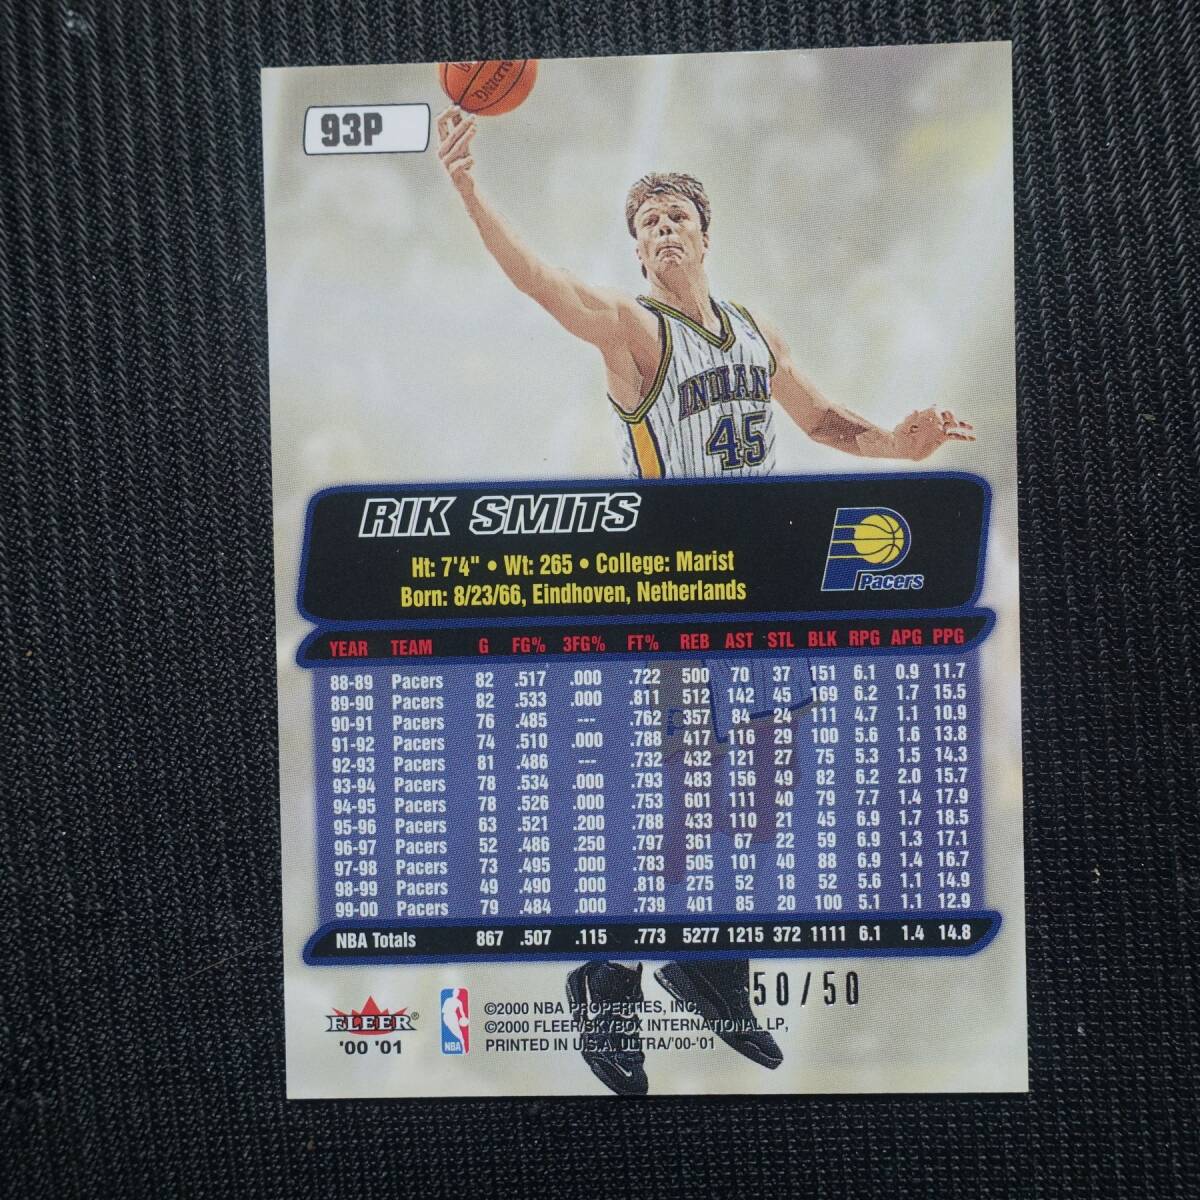 93P
INDIAN
45
RIK SMITS
Ht: 7'4" • Wt: 265 • College: Marist
Born: 8/23/66, Eindhoven, Netherlands
Pacers
YEAR TEAM G FG% 3FG% FT% REB AST STL BLK RPG APG PPG
88-89 Pacers 82 .517 .000 .722 500 70 37 151 6.1 0.9 11.7
89-90 Pacers 82 .533 .000 .811 512 142 45 169 6.2 1.7 15.5
90-91 Pacers 76 .485 --- .762 357 84 24 111 4.7 1.1 10.9
91-92 Pacers 74 .510 .000 .788 417 116 29 100 5.6 1.6 13.8
92-93 Pacers 81 .486 --- .732 432 121 27 75 5.3 1.5 14.3
93-94 Pacers 78 .534 .000 .793 483 156 49 82 6.2 2.0 15.7
94-95 Pacers 78 .526 .000 .753 601 111 40 79 7.7 1.4 17.9
95-96 Pacers 63 .521 .200 .788 433 110 21 45 6.9 1.7 18.5
96-97 Pacers 52 .486 .250 .797 361 67 22 59 6.9 1.3 17.1
97-98 Pacers 73 .495 .000 .783 505 101 40 88 6.9 1.4 16.7
98-99 Pacers 49 .490 .000 .818 275 52 18 52 5.6 1.1 14.9
99-00 Pacers 79 .484 .000 .739 401 85 20 100 5.1 1.1 12.9
NBA Totals 867 .507 .115 .773 5277 1215 372 1111 6.1 1.4 14.8
50/50
FLEER®
'00 '01
NBA
©2000 NBA PROPERTIES, INC.
©2000 FLEER/SKYBOX INTERNATIONAL LP,
PRINTED IN U.S.A. ULTRA/'00-'01